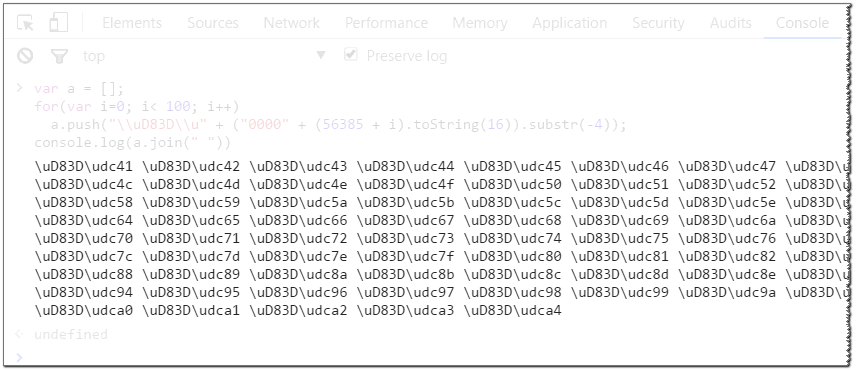 Elements Sources Network Performance Memory Application Security Audits Console
top Preserve log
> var a = [];
for(var i=0; i< 100; i++)
a.push("\\uD83D\\u" + ("0000" + (56385 + i).toString(16)).substr(-4));
console.log(a.join(" "))
\uD83D\udc41 \uD83D\udc42 \uD83D\udc43 \uD83D\udc44 \uD83D\udc45 \uD83D\udc46 \uD83D\udc47 \uD83D\u
\uD83D\udc4c \uD83D\udc4d \uD83D\udc4e \uD83D\udc4f \uD83D\udc50 \uD83D\udc51 \uD83D\udc52 \uD83D\u
\uD83D\udc58 \uD83D\udc59 \uD83D\udc5a \uD83D\udc5b \uD83D\udc5c \uD83D\udc5d \uD83D\udc5e \uD83D\u
\uD83D\udc64 \uD83D\udc65 \uD83D\udc66 \uD83D\udc67 \uD83D\udc68 \uD83D\udc69 \uD83D\udc6a \uD83D\u
\uD83D\udc70 \uD83D\udc71 \uD83D\udc72 \uD83D\udc73 \uD83D\udc74 \uD83D\udc75 \uD83D\udc76 \uD83D\u
\uD83D\udc7c \uD83D\udc7d \uD83D\udc7e \uD83D\udc7f \uD83D\udc80 \uD83D\udc81 \uD83D\udc82 \uD83D\u
\uD83D\udc88 \uD83D\udc89 \uD83D\udc8a \uD83D\udc8b \uD83D\udc8c \uD83D\udc8d \uD83D\udc8e \uD83D\u
\uD83D\udc94 \uD83D\udc95 \uD83D\udc96 \uD83D\udc97 \uD83D\udc98 \uD83D\udc99 \uD83D\udc9a \uD83D\u
\uD83D\udca0 \uD83D\udca1 \uD83D\udca2 \uD83D\udca3 \uD83D\udca4
undefined
>